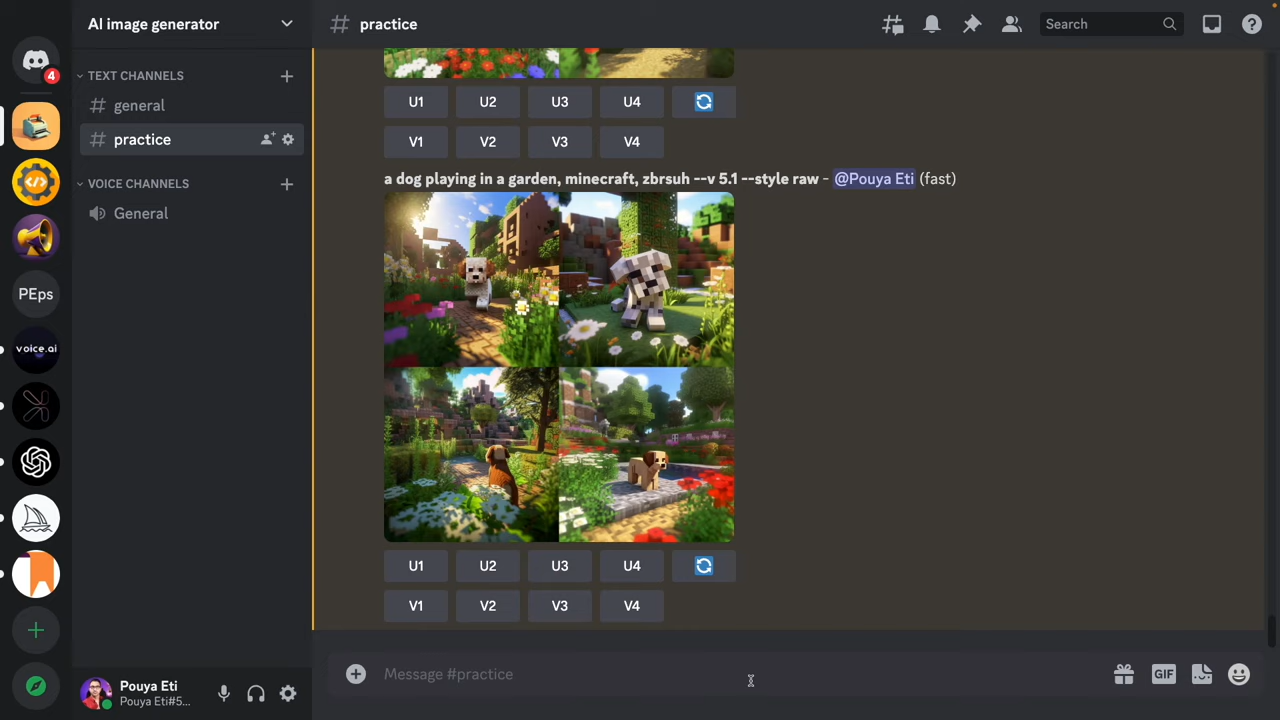 AI image generator
# practice
Search
4
TEXT CHANNELS
general
practice
VOICE CHANNELS
General
PEps
voice.ai
U1 U2 U3 U4
V1 V2 V3 V4
a dog playing in a garden, minecraft, zbrsuh --v 5.1 --style raw - @Pouya Eti (fast)
U1 U2 U3 U4
V1 V2 V3 V4
Message #practice
GIF
Pouya Eti
Pouya Eti#5...